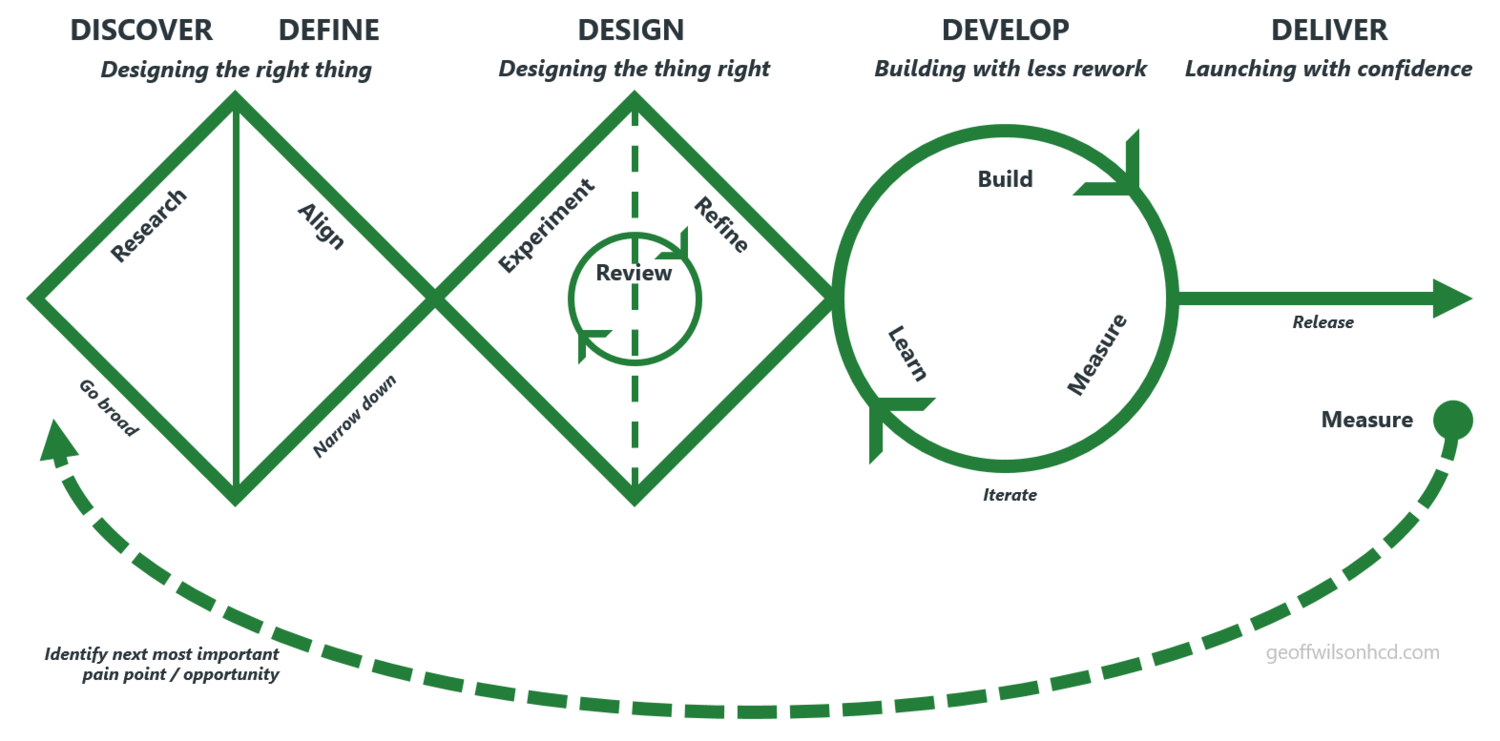 DISCOVER
DEFINE
DESIGN
DEVELOP
DELIVER
Designing the right thing
Designing the thing right
Building with less rework
Launching with confidence
Research
Align
Go broad
Narrow down
Experiment
Refine
Review
Build
Learn
Measure
Iterate
Release
Measure
Identify next most important
pain point / opportunity
geoffwilsonhcd.com